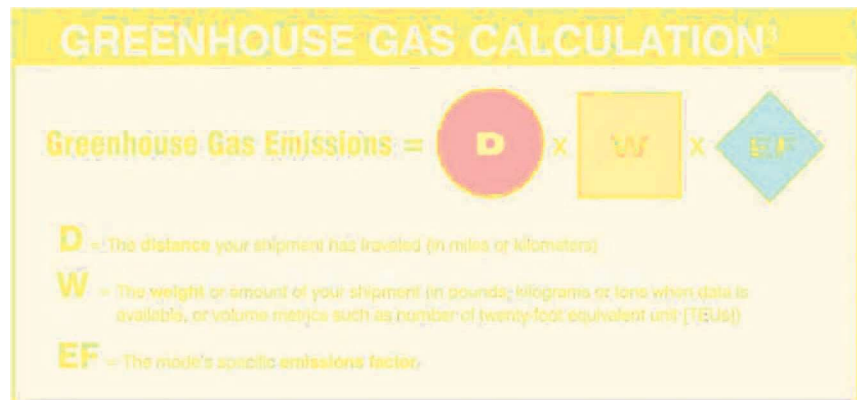 GREENHOUSE GAS CALCULATION³
Greenhouse Gas Emissions = D x W x EF
D = The distance your shipment has traveled (in miles or kilometers)
W = The weight or amount of your shipment (in pounds, kilograms or tons when data is
available, or volume metrics such as number of twenty-foot equivalent unit [TEUs])
EF = The mode's specific emissions factor